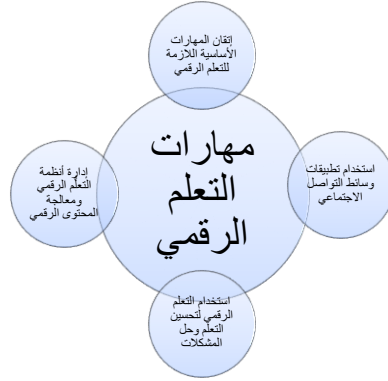 إتقان المهارات
الأساسية اللازمة
للتعلم الرقمي
مهارات
التعلم
الرقمي
استخدام تطبيقات
وسائط التواصل
الاجتماعي
إدارة أنظمة
التعلم الرقمي
ومعالجة
المحتوى الرقمي
استخدام التعلم
الرقمي لتحسين
التعلم وحل
المشكلات